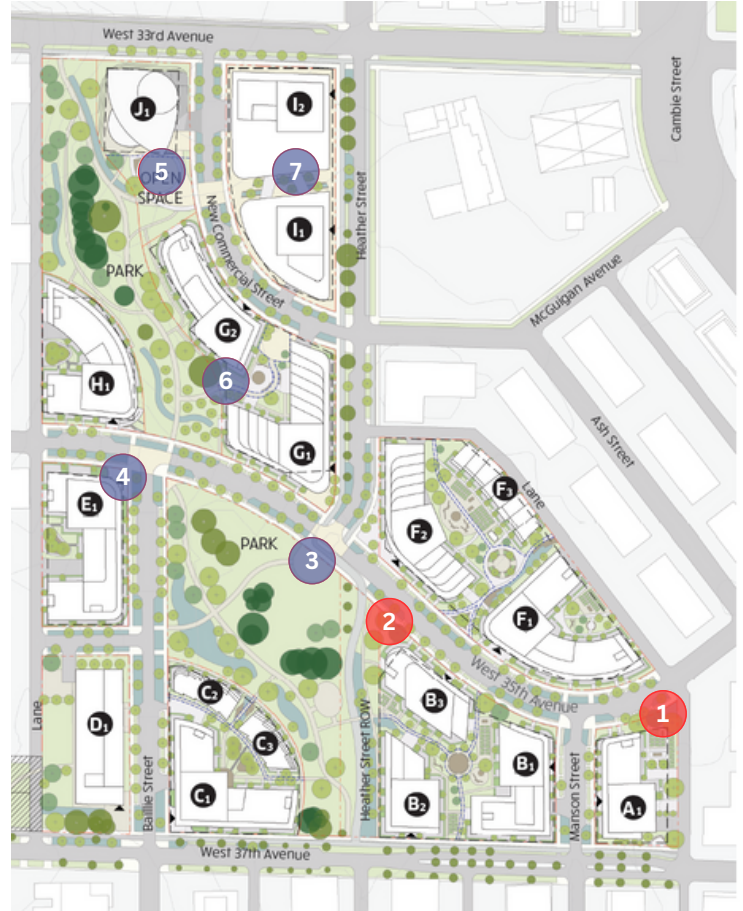 West 33rd Avenue
Cambie Street
J1
I2
5
OPEN
SPACE
7
New Commercial Street
I1
Heather Street
PARK
McGuigan Avenue
G2
H1
6
Ash Street
G1
4
E1
F3
Lane
F2
PARK
3
2
F1
West 35th Avenue
C2
B3
1
Lane
D1
C3
Heather Street ROW
Baillie Street
C1
B2
B1
Manson Street
A1
West 37th Avenue